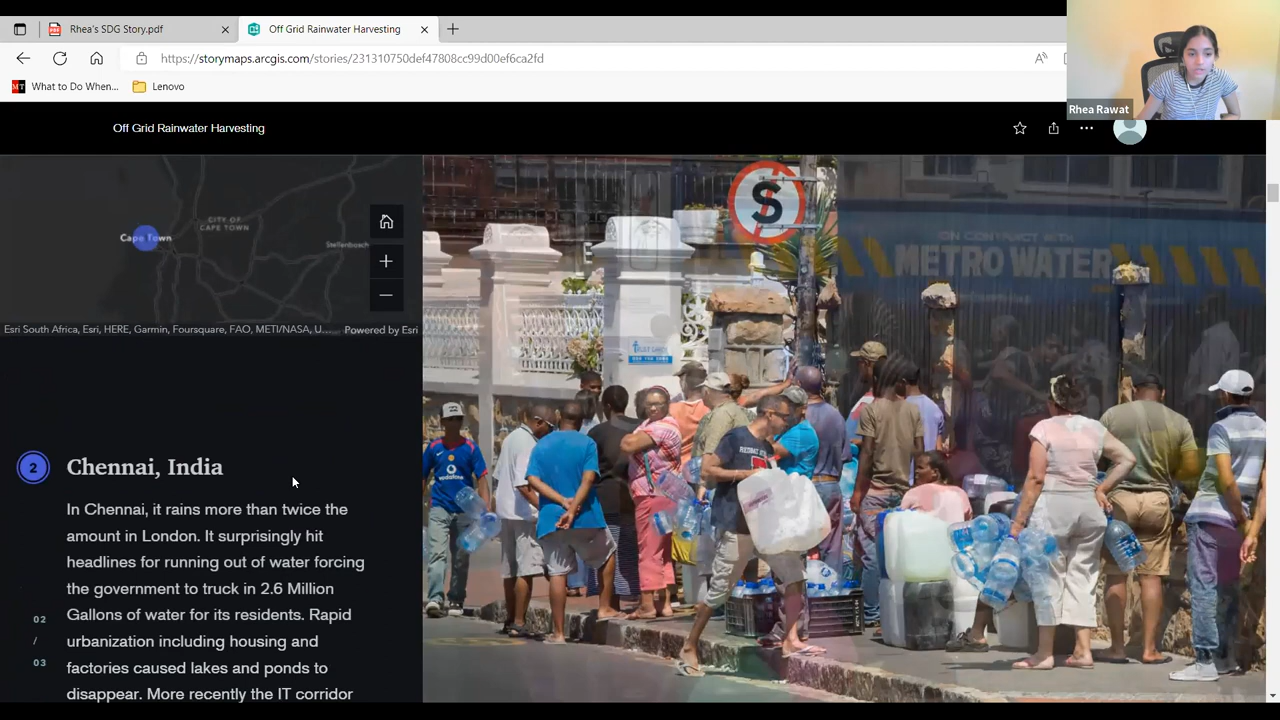 Rhea's SDG Story.pdf
Off Grid Rainwater Harvesting
https://storymaps.arcgis.com/stories/231310750def47808cc99d00ef6ca2fd
What to Do When...
Lenovo
Rhea Rawat
Off Grid Rainwater Harvesting
CITY OF
CAPE TOWN
Cape Town
Stellenbosch
Esri South Africa, Esri, HERE, Garmin, Foursquare, FAO, METI/NASA, U...
Powered by Esri
S
ON CONTRACT WITH
METRO WATER
vodafone
2
Chennai, India
In Chennai, it rains more than twice the
amount in London. It surprisingly hit
headlines for running out of water forcing
the government to truck in 2.6 Million
Gallons of water for its residents. Rapid
urbanization including housing and
factories caused lakes and ponds to
disappear. More recently the IT corridor
02
/
03